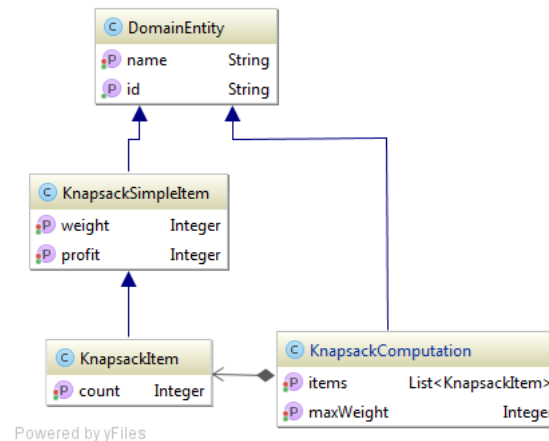 C DomainEntity
P name String
P id String
C KnapsackSimpleItem
P weight Integer
P profit Integer
C KnapsackItem
P count Integer
C KnapsackComputation
P items List<KnapsackItem>
P maxWeight Integer
Powered by yFiles